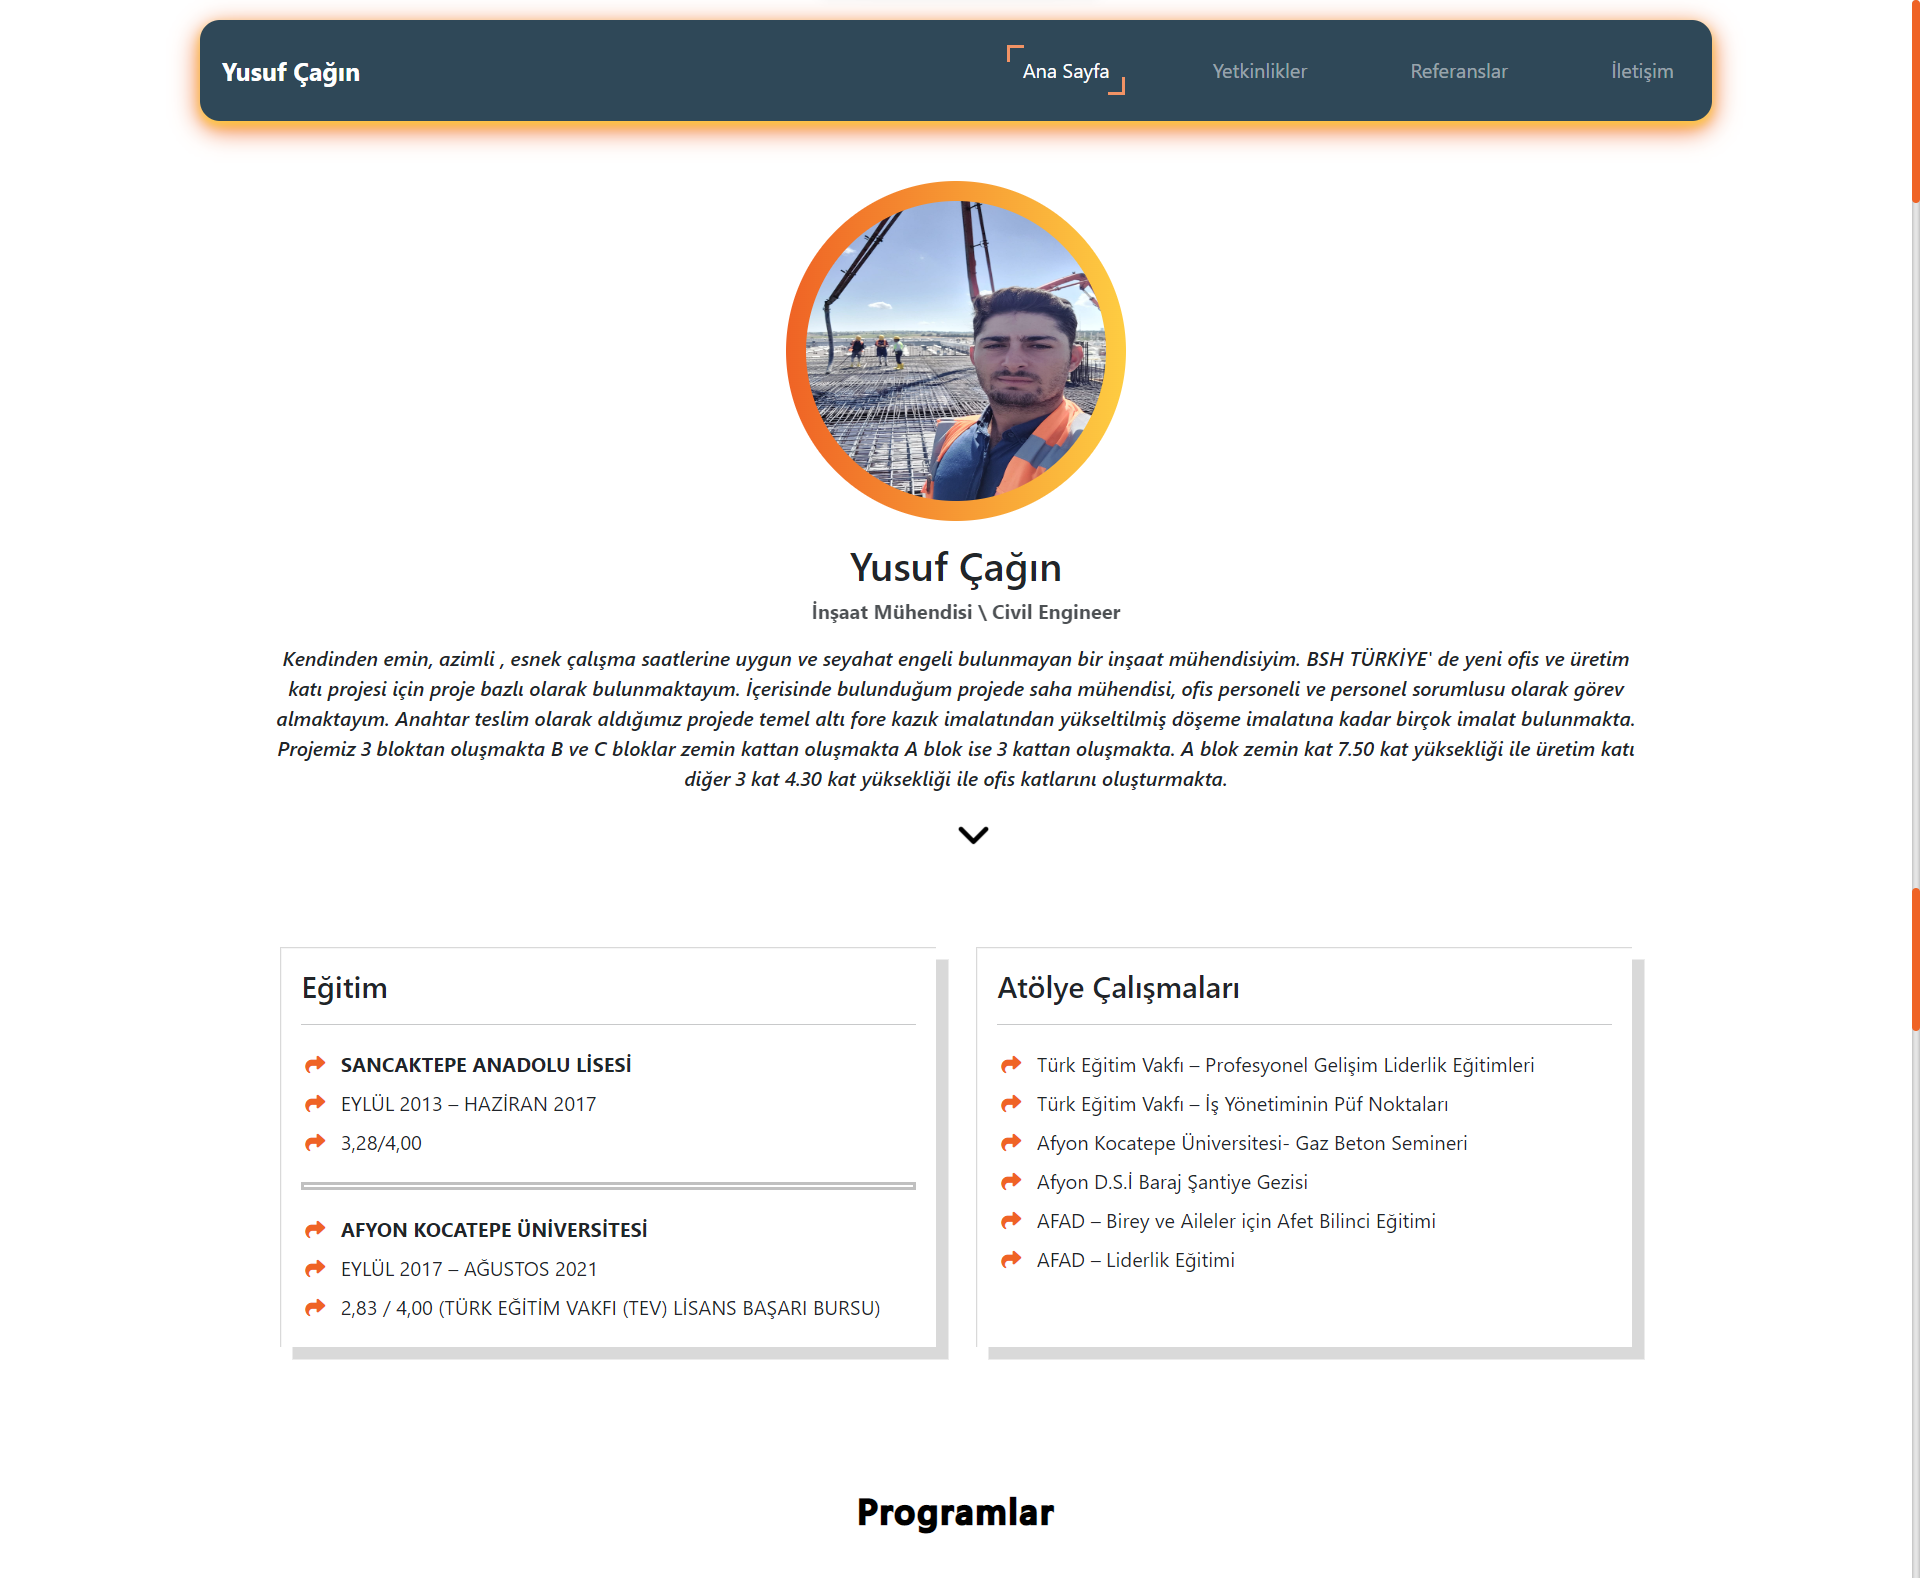 Yusuf Çağın
Ana Sayfa
Yetkinlikler
Referanslar
İletişim
Yusuf Çağın
İnşaat Mühendisi \ Civil Engineer
Kendinden emin, azimli , esnek çalışma saatlerine uygun ve seyahat engeli bulunmayan bir inşaat mühendisiyim. BSH TÜRKİYE' de yeni ofis ve üretim
katı projesi için proje bazlı olarak bulunmaktayım. İçerisinde bulunduğum projede saha mühendisi, ofis personeli ve personel sorumlusu olarak görev
almaktayım. Anahtar teslim olarak aldığımız projede temel altı fore kazık imalatından yükseltilmiş döşeme imalatına kadar birçok imalat bulunmakta.
Projemiz 3 bloktan oluşmakta B ve C bloklar zemin kattan oluşmakta A blok ise 3 kattan oluşmakta. A blok zemin kat 7.50 kat yüksekliği ile üretim katı
diğer 3 kat 4.30 kat yüksekliği ile ofis katlarını oluşturmakta.
Eğitim
SANCAKTEPE ANADOLU LİSESİ
EYLÜL 2013 – HAZİRAN 2017
3,28/4,00
AFYON KOCATEPE ÜNİVERSİTESİ
EYLÜL 2017 – AĞUSTOS 2021
2,83 / 4,00 (TÜRK EĞİTİM VAKFI (TEV) LİSANS BAŞARI BURSU)
Atölye Çalışmaları
Türk Eğitim Vakfı – Profesyonel Gelişim Liderlik Eğitimleri
Türk Eğitim Vakfı – İş Yönetiminin Püf Noktaları
Afyon Kocatepe Üniversitesi- Gaz Beton Semineri
Afyon D.S.İ Baraj Şantiye Gezisi
AFAD – Birey ve Aileler için Afet Bilinci Eğitimi
AFAD – Liderlik Eğitimi
Programlar